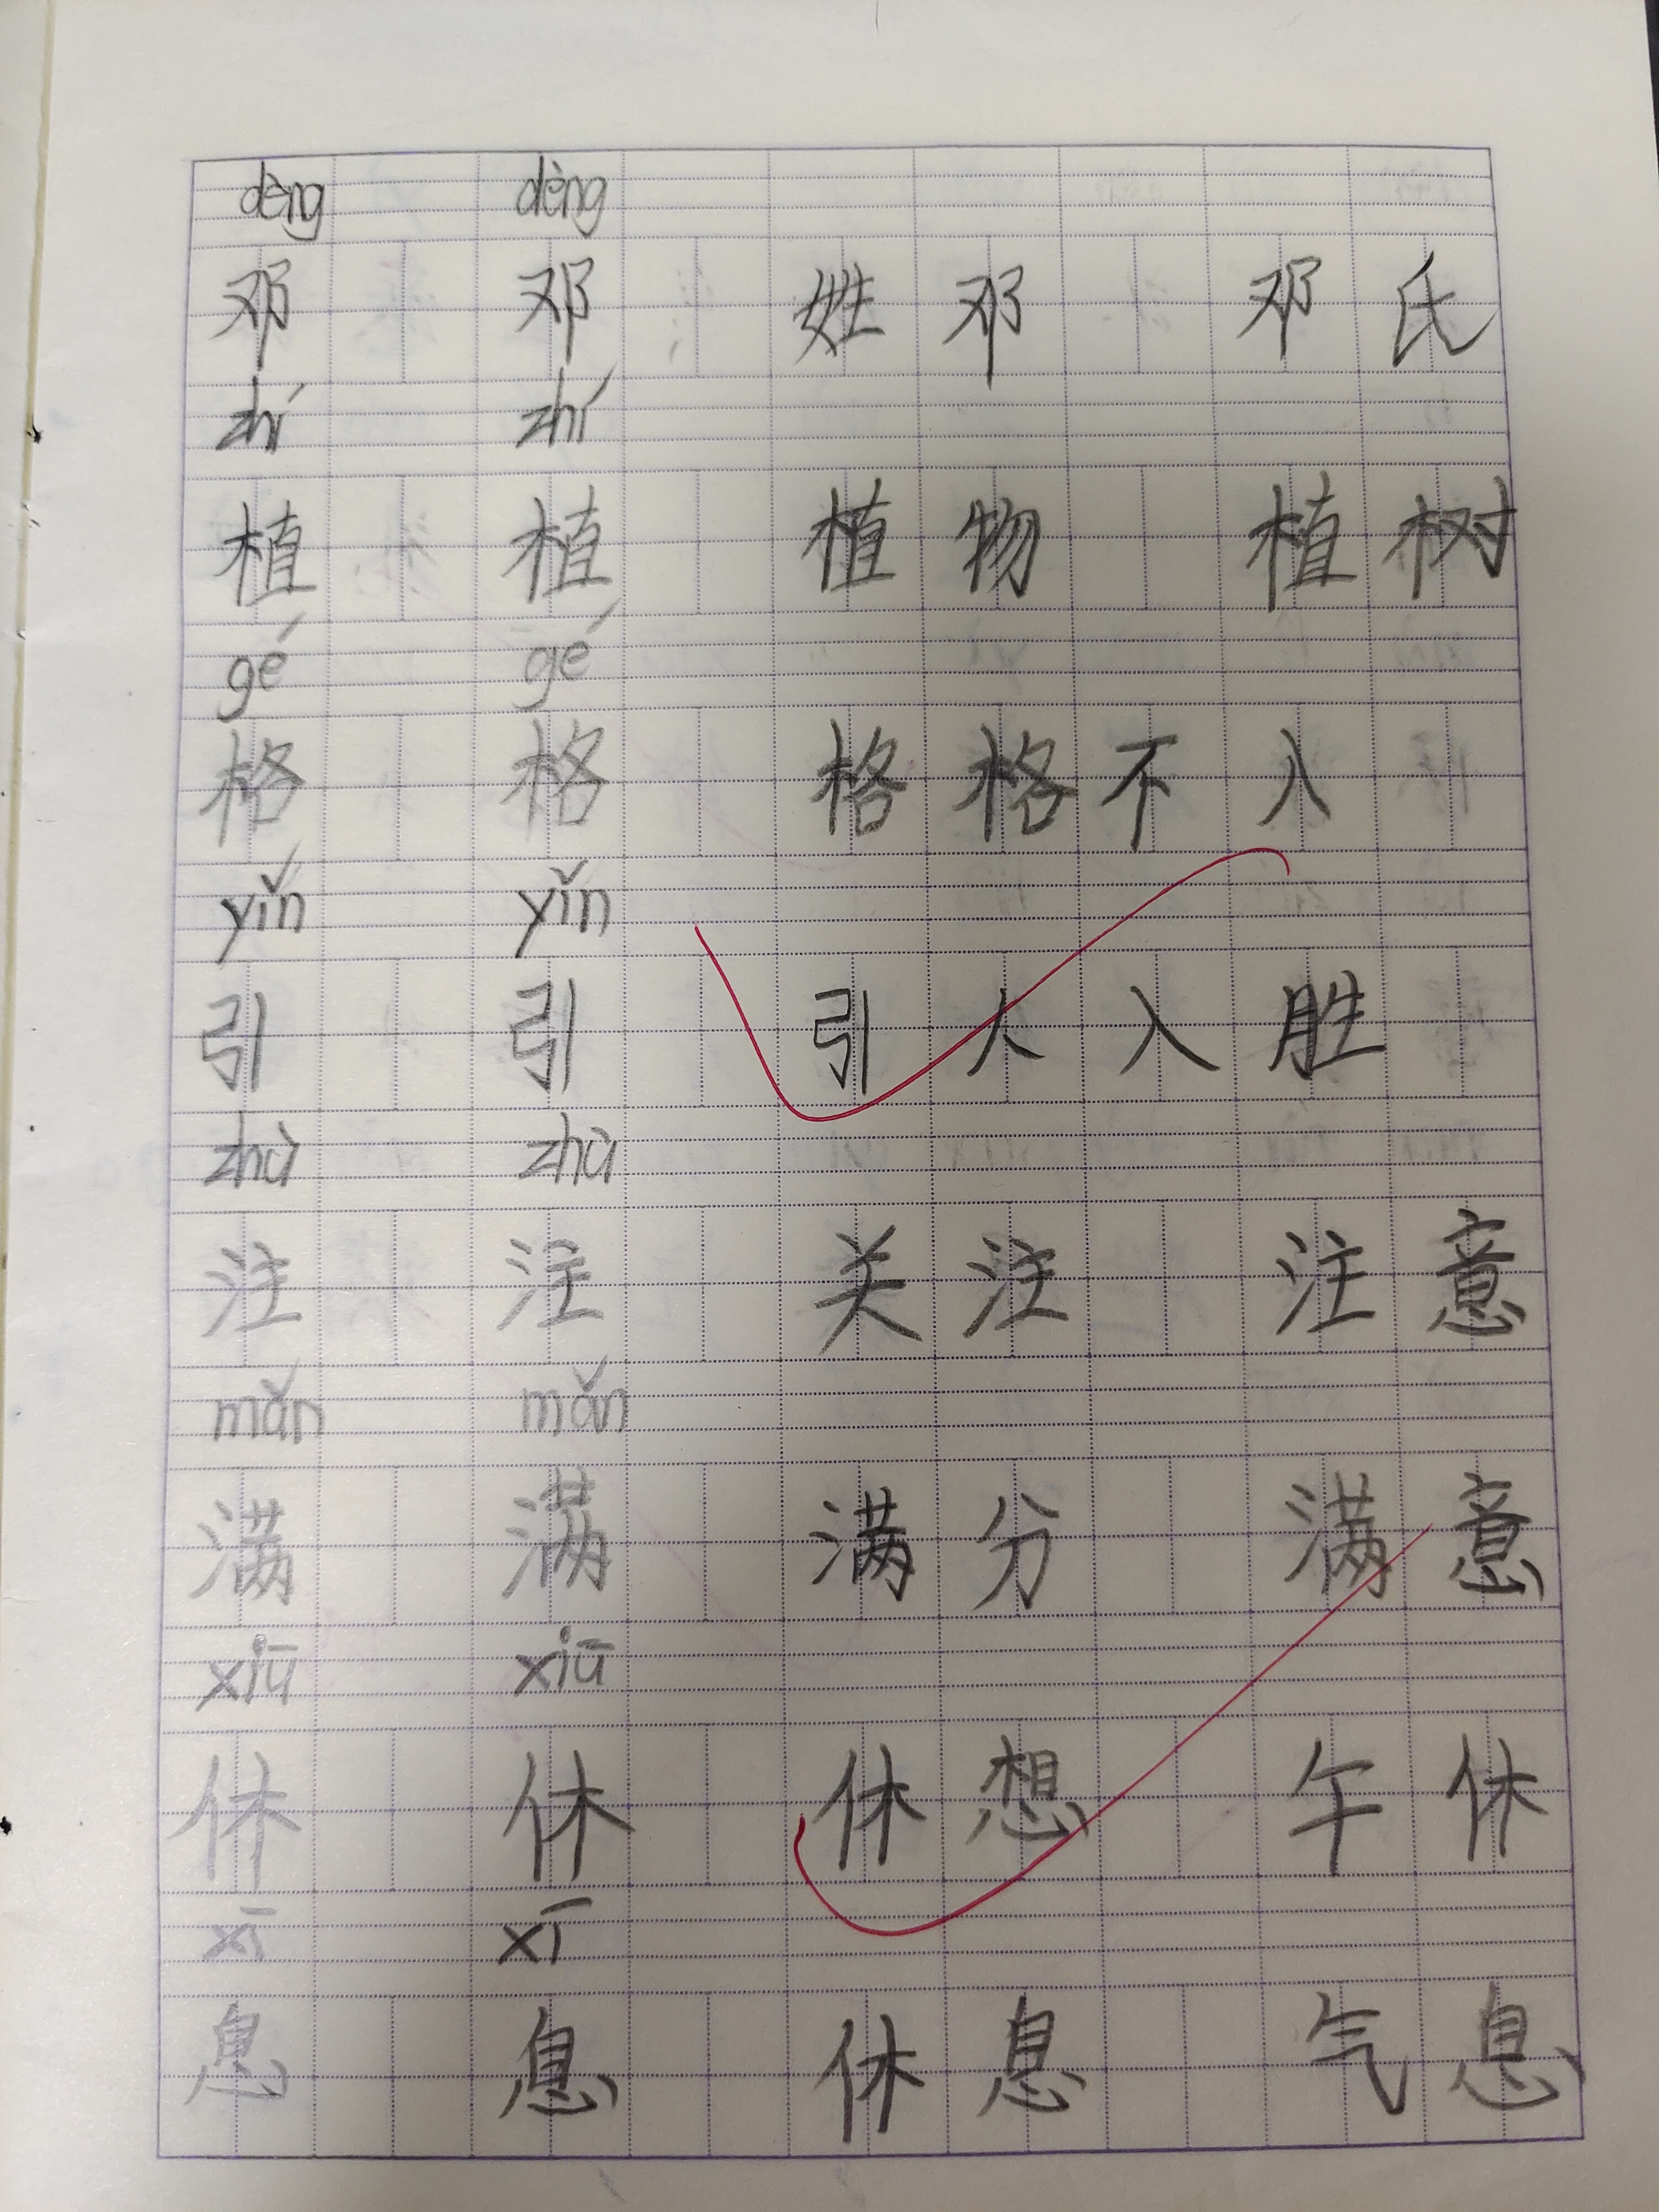 dèng dèng
邓 邓 姓邓 邓氏
zhí zhí
植 植 植物 植树
gé gé
格 格 格格不入
yǐn yǐn
引 引 引人入胜
zhù zhù
注 注 关注 注意
mǎn mǎn
满 满 满分 满意
xiū xiū
休 休 休想 午休
xī xī
息 息 休息 气息